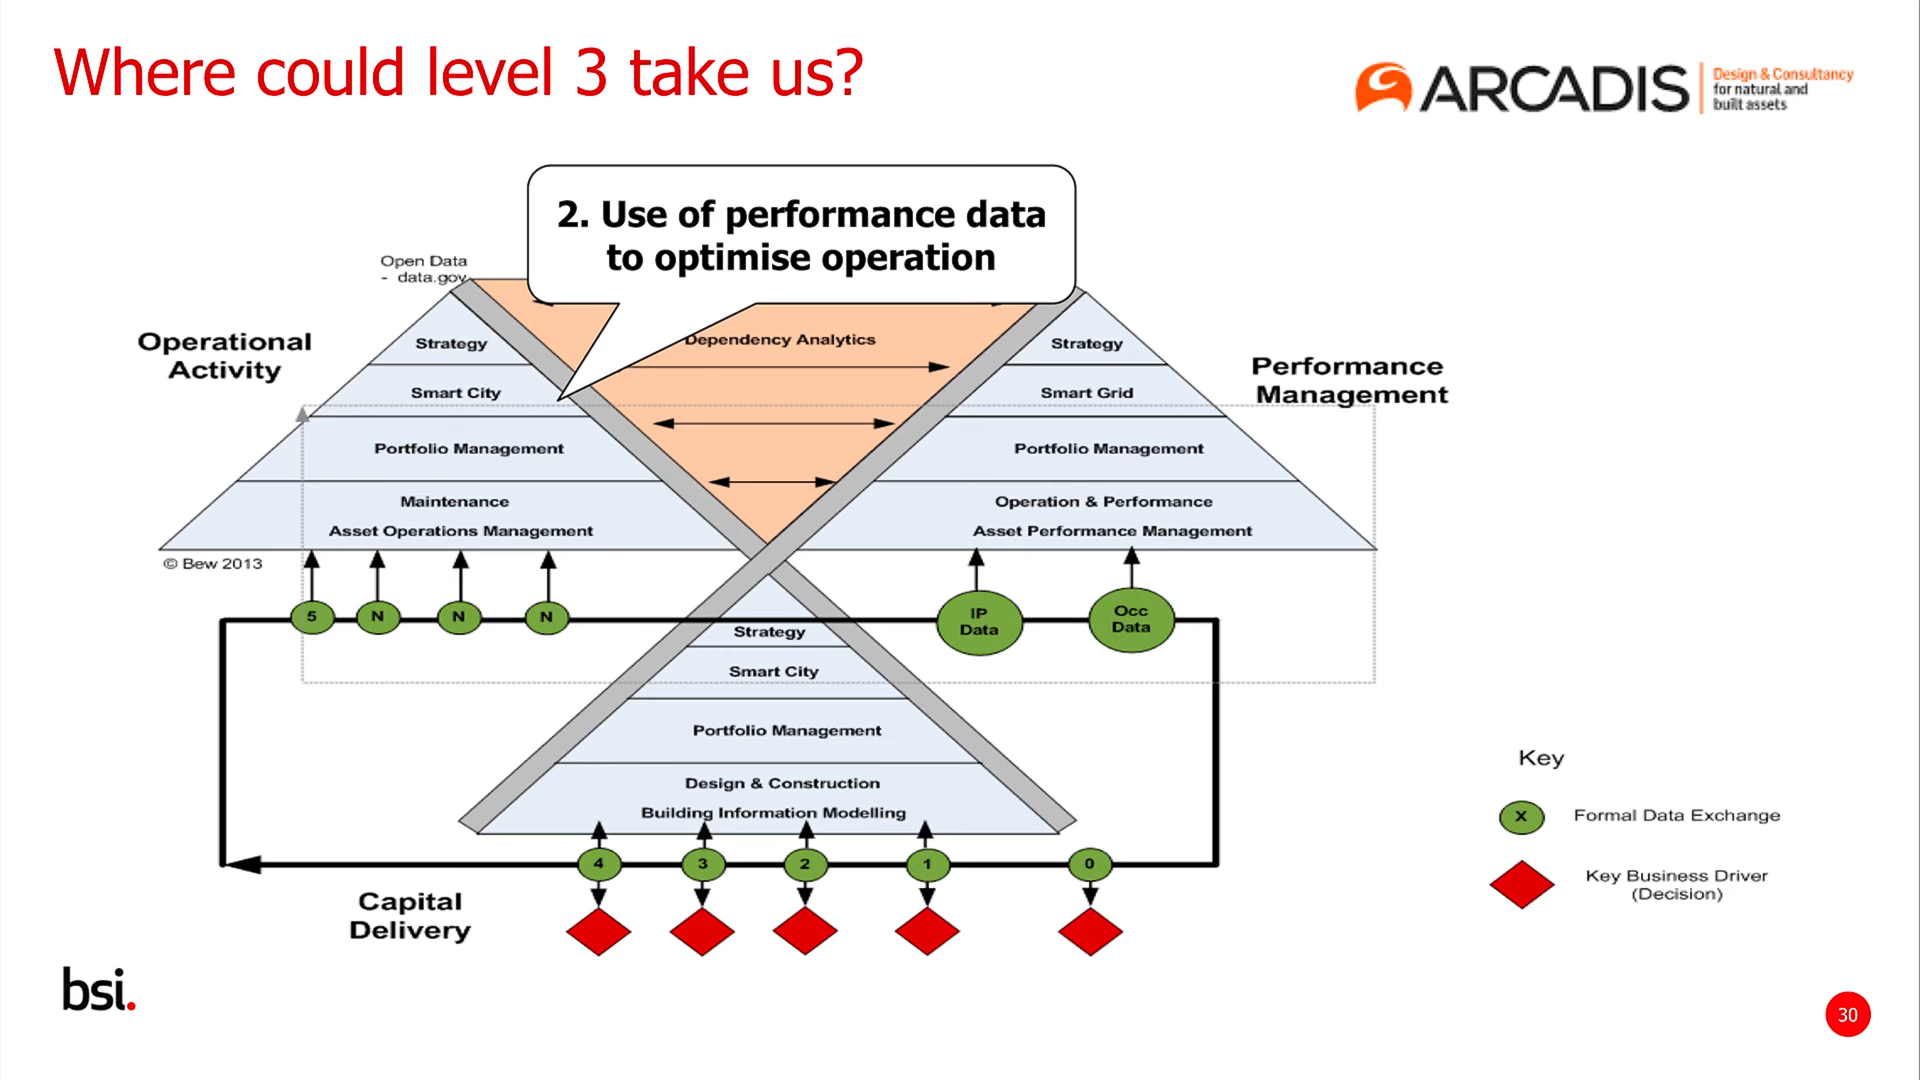 Where could level 3 take us?
ARCADIS
Design & Consultancy
for natural and
built assets
2. Use of performance data
to optimise operation
Open Data
- data.gov
Operational
Activity
Strategy
Smart City
Portfolio Management
Maintenance
Asset Operations Management
© Bew 2013
Dependency Analytics
Performance
Management
Strategy
Smart Grid
Portfolio Management
Operation & Performance
Asset Performance Management
5
N
N
N
IP
Data
Occ
Data
Strategy
Smart City
Portfolio Management
Design & Construction
Building Information Modelling
4
3
2
1
0
Capital
Delivery
Key
X
Formal Data Exchange
Key Business Driver
(Decision)
bsi.
30